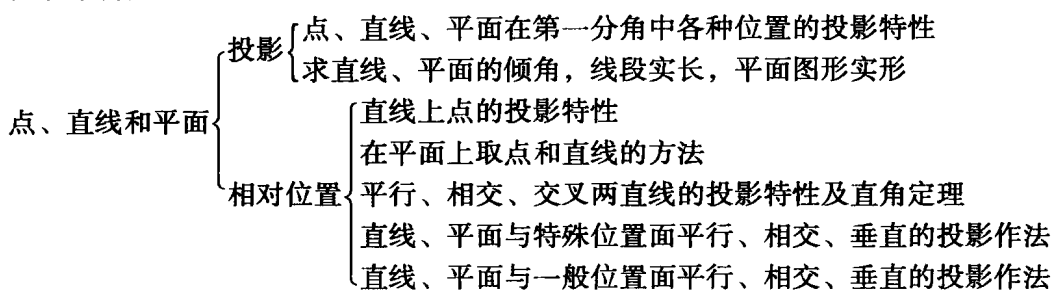 点、直线和平面
投影
点、直线、平面在第一分角中各种位置的投影特性
求直线、平面的倾角，线段实长，平面图形实形
相对位置
直线上点的投影特性
在平面上取点和直线的方法
平行、相交、交叉两直线的投影特性及直角定理
直线、平面与特殊位置面平行、相交、垂直的投影作法
直线、平面与一般位置面平行、相交、垂直的投影作法